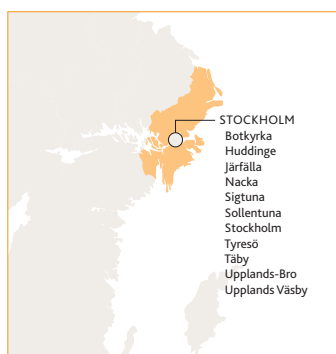 STOCKHOLM
Botkyrka
Huddinge
Järfälla
Nacka
Sigtuna
Sollentuna
Stockholm
Tyresö
Täby
Upplands-Bro
Upplands Väsby